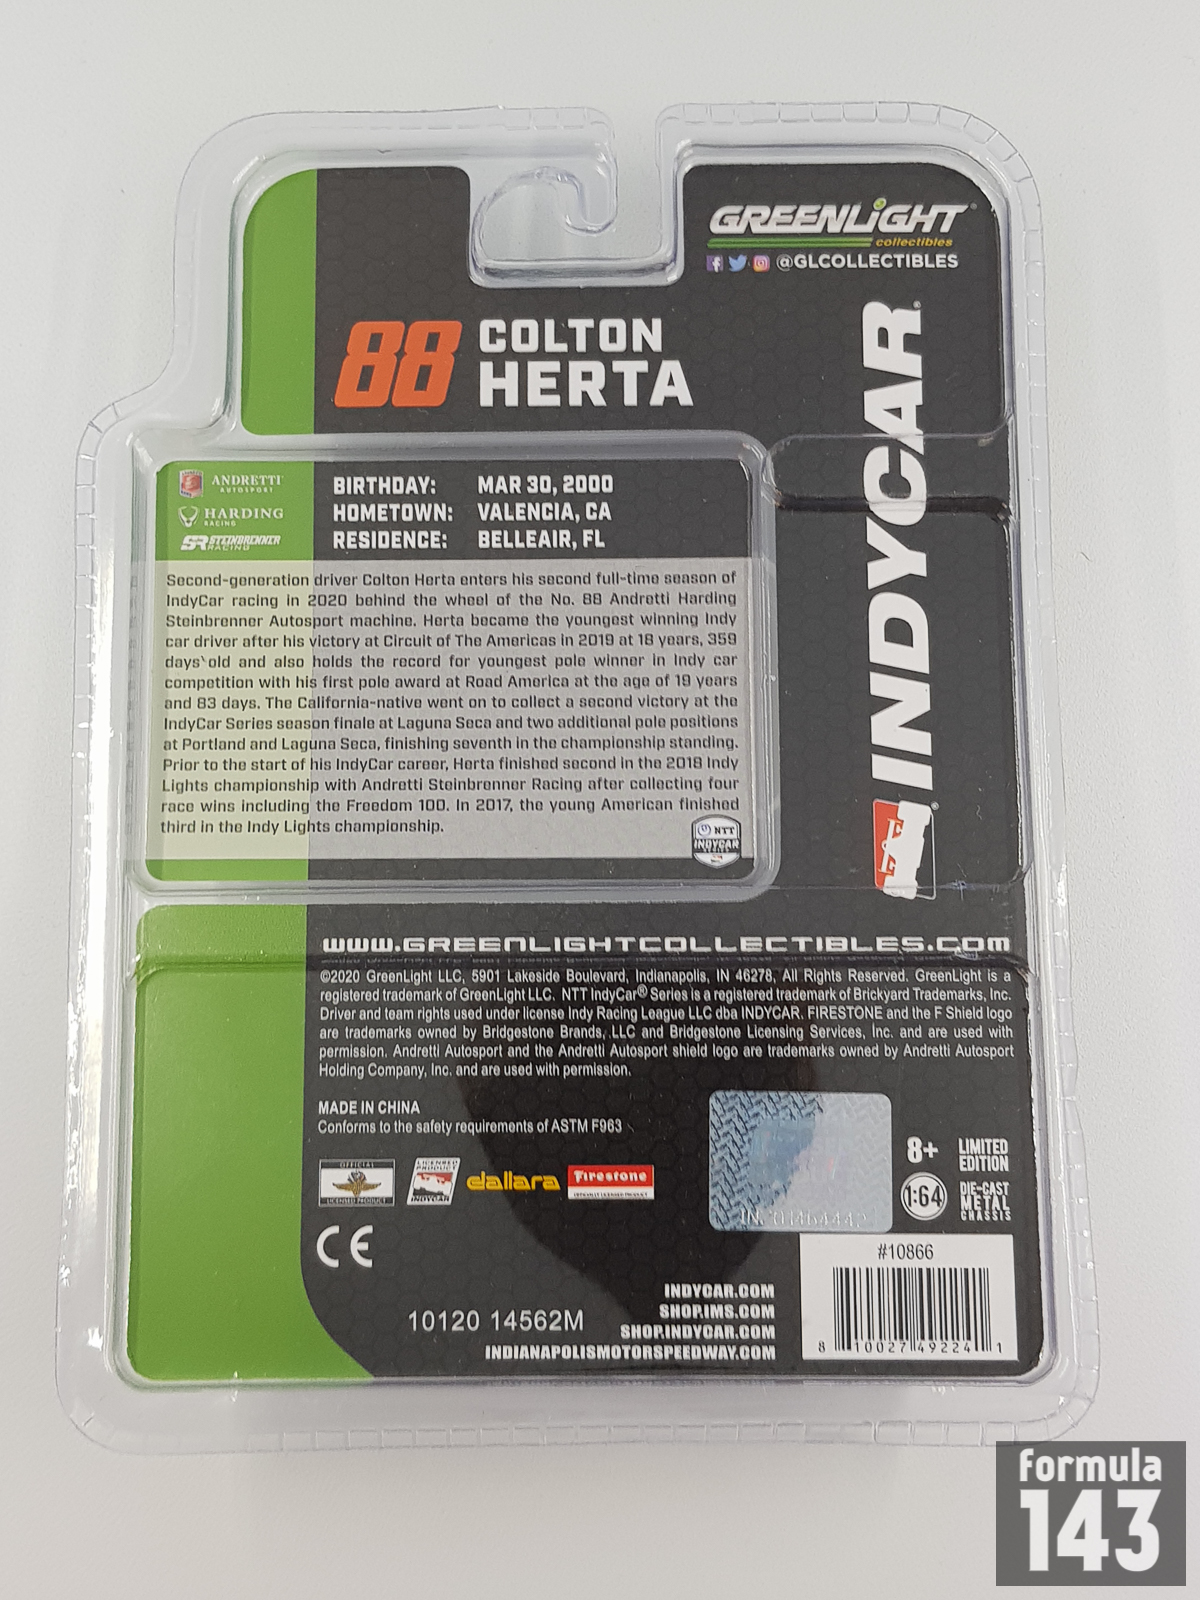 GREENLiGHT
collectibles
@GLCOLLECTIBLES
88 COLTON
HERTA
INDYCAR
ANDRETTI
AUTOSPORT
HARDING
RACING
SR STEINBRENNER
RACING
BIRTHDAY: MAR 30, 2000
HOMETOWN: VALENCIA, CA
RESIDENCE: BELLEAIR, FL
Second-generation driver Colton Herta enters his second full-time season of
IndyCar racing in 2020 behind the wheel of the No. 88 Andretti Harding
Steinbrenner Autosport machine. Herta became the youngest winning Indy
car driver after his victory at Circuit of The Americas in 2019 at 18 years, 359
days old and also holds the record for youngest pole winner in Indy car
competition with his first pole award at Road America at the age of 19 years
and 83 days. The California-native went on to collect a second victory at the
IndyCar Series season finale at Laguna Seca and two additional pole positions
at Portland and Laguna Seca, finishing seventh in the championship standing.
Prior to the start of his IndyCar career, Herta finished second in the 2018 Indy
Lights championship with Andretti Steinbrenner Racing after collecting four
race wins including the Freedom 100. In 2017, the young American finished
third in the Indy Lights championship.
NTT
INDYCAR
www.GREENLIGHTCOLLECTIBLES.com
©2020 GreenLight LLC, 5901 Lakeside Boulevard, Indianapolis, IN 46278, All Rights Reserved. GreenLight is a
registered trademark of GreenLight LLC. NTT IndyCar® Series is a registered trademark of Brickyard Trademarks, Inc.
Driver and team rights used under license Indy Racing League LLC dba INDYCAR. FIRESTONE and the F Shield logo
are trademarks owned by Bridgestone Brands, LLC and Bridgestone Licensing Services, Inc. and are used with
permission. Andretti Autosport and the Andretti Autosport shield logo are trademarks owned by Andretti Autosport
Holding Company, Inc. and are used with permission.
MADE IN CHINA
Conforms to the safety requirements of ASTM F963
OFFICIAL
LICENSED PRODUCT
LICENSED
PRODUCT
INDYCAR
dallara
Firestone
OFFICIALLY LICENSED PRODUCT
8+ LIMITED
EDITION
1:64 DIE-CAST
METAL
CHASSIS
CE
#10866
8 10027 49224 1
10120 14562M
INDYCAR.COM
SHOP.IMS.COM
SHOP.INDYCAR.COM
INDIANAPOLISMOTORSPEEDWAY.COM
formula
143